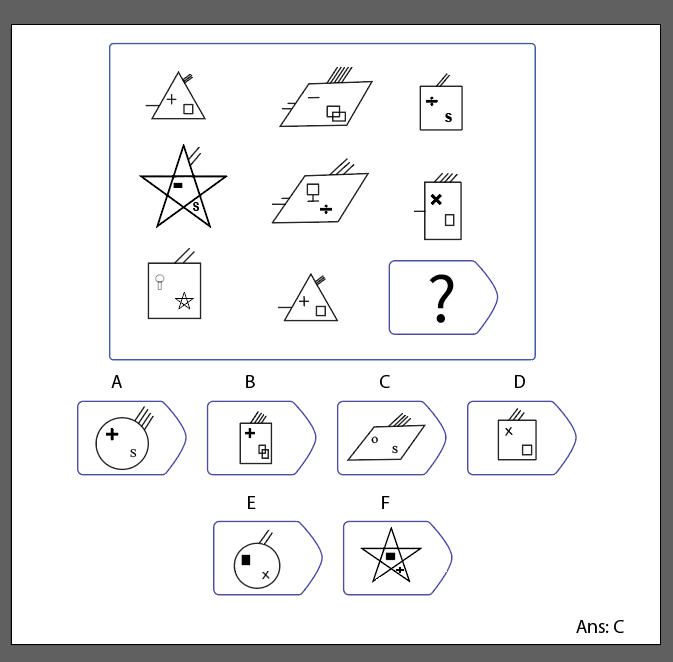 + − ÷ s
s ÷ ×
+ ?
A B C D
+ s + o s x
E F
x +
Ans: C